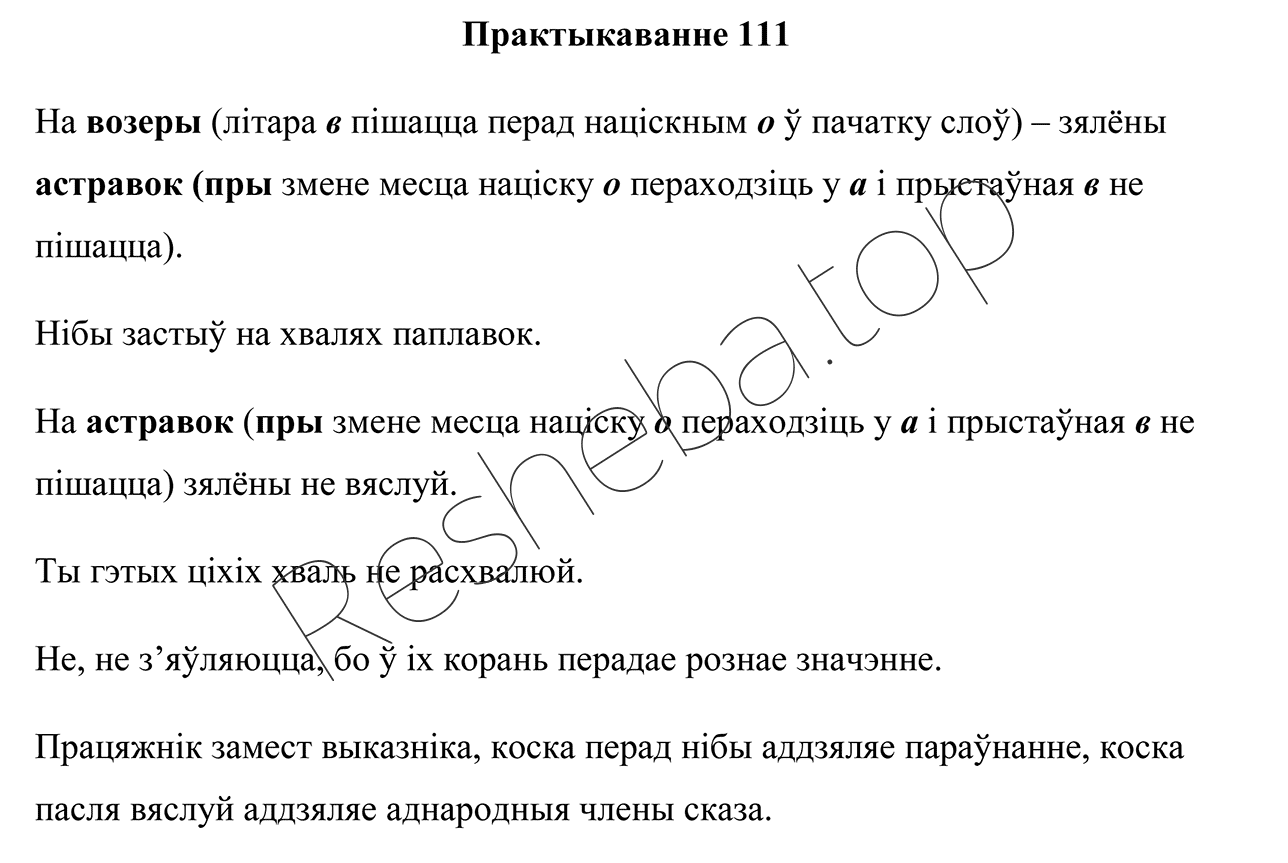 Практыкаванне 111
На возеры (літара в пішацца перад націскным о ў пачатку слоў) – зялёны
астравок (пры змене месца націску о пераходзіць у а і прыстаўная в не
пішацца).
Нібы застыў на хвалях паплавок.
На астравок (пры змене месца націску о пераходзіць у а і прыстаўная в не
пішацца) зялёны не вяслуй.
Ты гэтых ціхіх хваль не расхвалюй.
Не, не з’яўляюцца, бо ў іх корань перадае рознае значэнне.
Працяжнік замест выказніка, коска перад нібы аддзяляе параўнанне, коска
пасля вяслуй аддзяляе аднародныя члены сказа.
Resheba.top